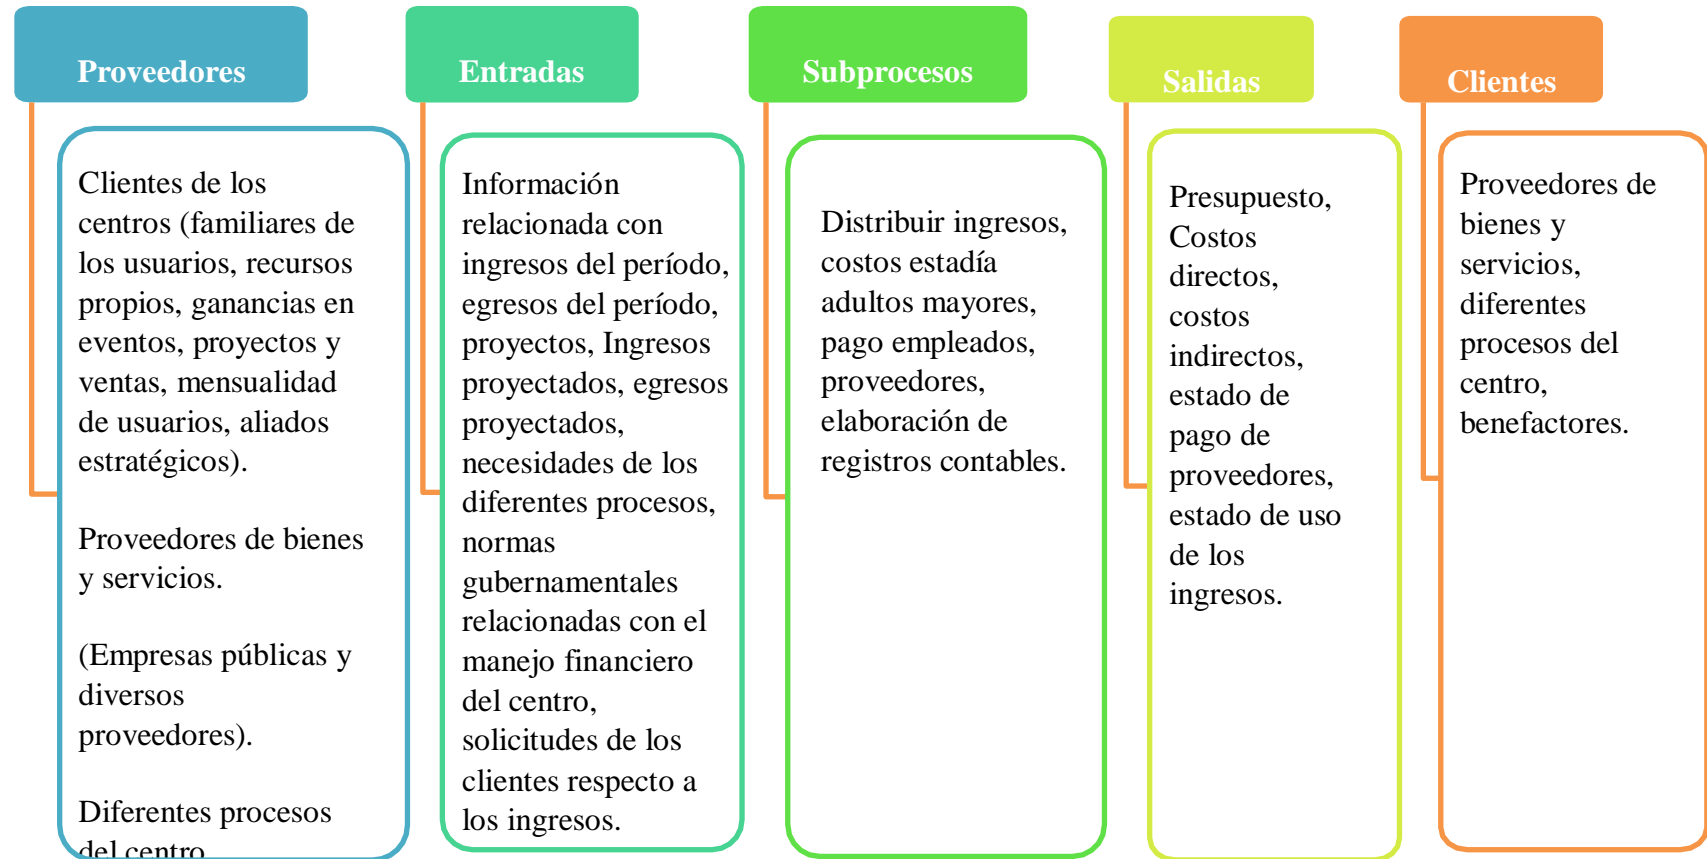 Proveedores
Clientes de los
centros (familiares de
los usuarios, recursos
propios, ganancias en
eventos, proyectos y
ventas, mensualidad
de usuarios, aliados
estratégicos).
Proveedores de bienes
y servicios.
(Empresas públicas y
diversos
proveedores).
Diferentes procesos
del centro
Entradas
Información
relacionada con
ingresos del período,
egresos del período,
proyectos, Ingresos
proyectados, egresos
proyectados,
necesidades de los
diferentes procesos,
normas
gubernamentales
relacionadas con el
manejo financiero
del centro,
solicitudes de los
clientes respecto a
los ingresos.
Subprocesos
Distribuir ingresos,
costos estadía
adultos mayores,
pago empleados,
proveedores,
elaboración de
registros contables.
Salidas
Presupuesto,
Costos
directos,
costos
indirectos,
estado de
pago de
proveedores,
estado de uso
de los
ingresos.
Clientes
Proveedores de
bienes y
servicios,
diferentes
procesos del
centro,
benefactores.